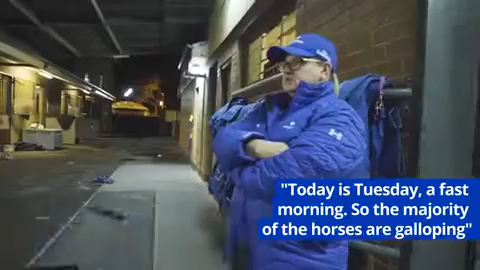 "Today is Tuesday, a fast
morning. So the majority
of the horses are galloping"